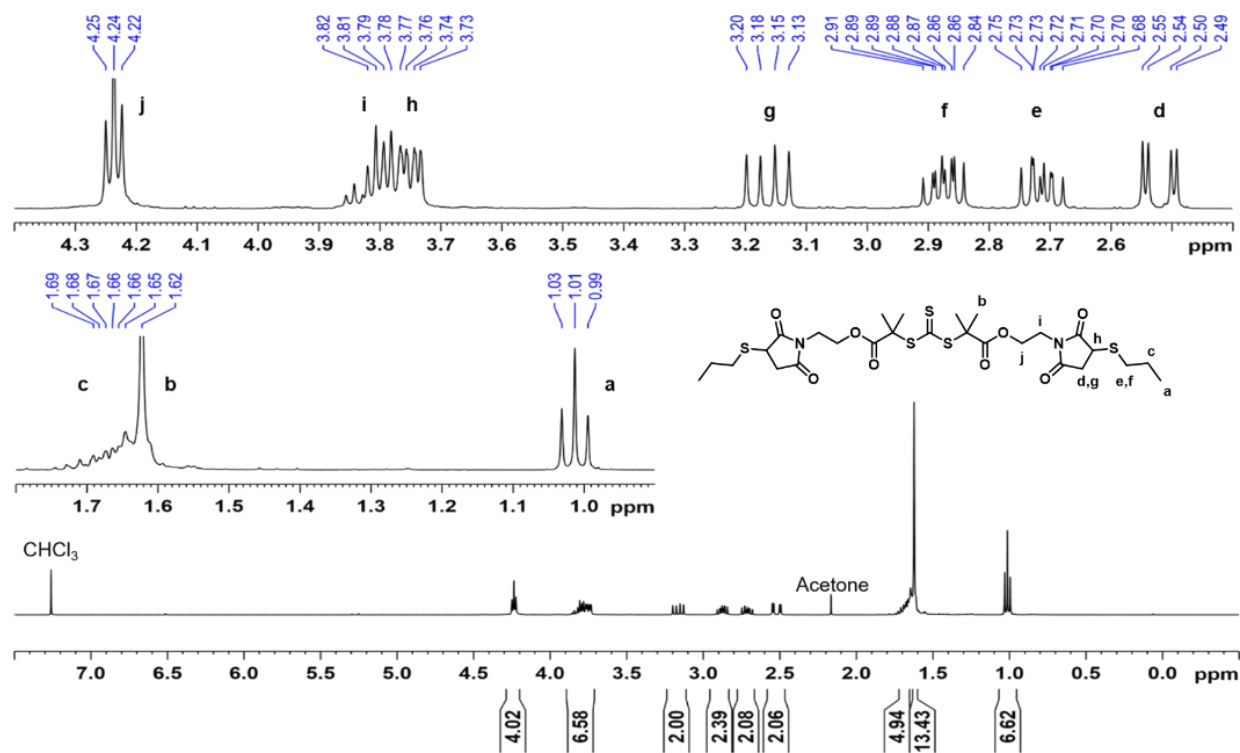 4.25 4.24 4.22 3.82 3.81 3.79 3.78 3.77 3.76 3.74 3.73 3.20 3.18 3.15 3.13 2.91 2.89 2.89 2.88 2.87 2.86 2.86 2.84 2.75 2.73 2.73 2.72 2.71 2.70 2.70 2.68 2.55 2.54 2.50 2.49
j i h g f e d
4.3 4.2 4.1 4.0 3.9 3.8 3.7 3.6 3.5 3.4 3.3 3.2 3.1 3.0 2.9 2.8 2.7 2.6 ppm
1.69 1.68 1.67 1.66 1.66 1.65 1.62 1.03 1.01 0.99
c b a
1.7 1.6 1.5 1.4 1.3 1.2 1.1 1.0 ppm
O S b O
S N O S S O i N h S c
O O O j O d,g e,f a
CHCl3
Acetone
7.0 6.5 6.0 5.5 5.0 4.5 4.0 3.5 3.0 2.5 2.0 1.5 1.0 0.5 0.0 ppm
4.02 6.58 2.00 2.39 2.08 2.06 4.94 13.43 6.62